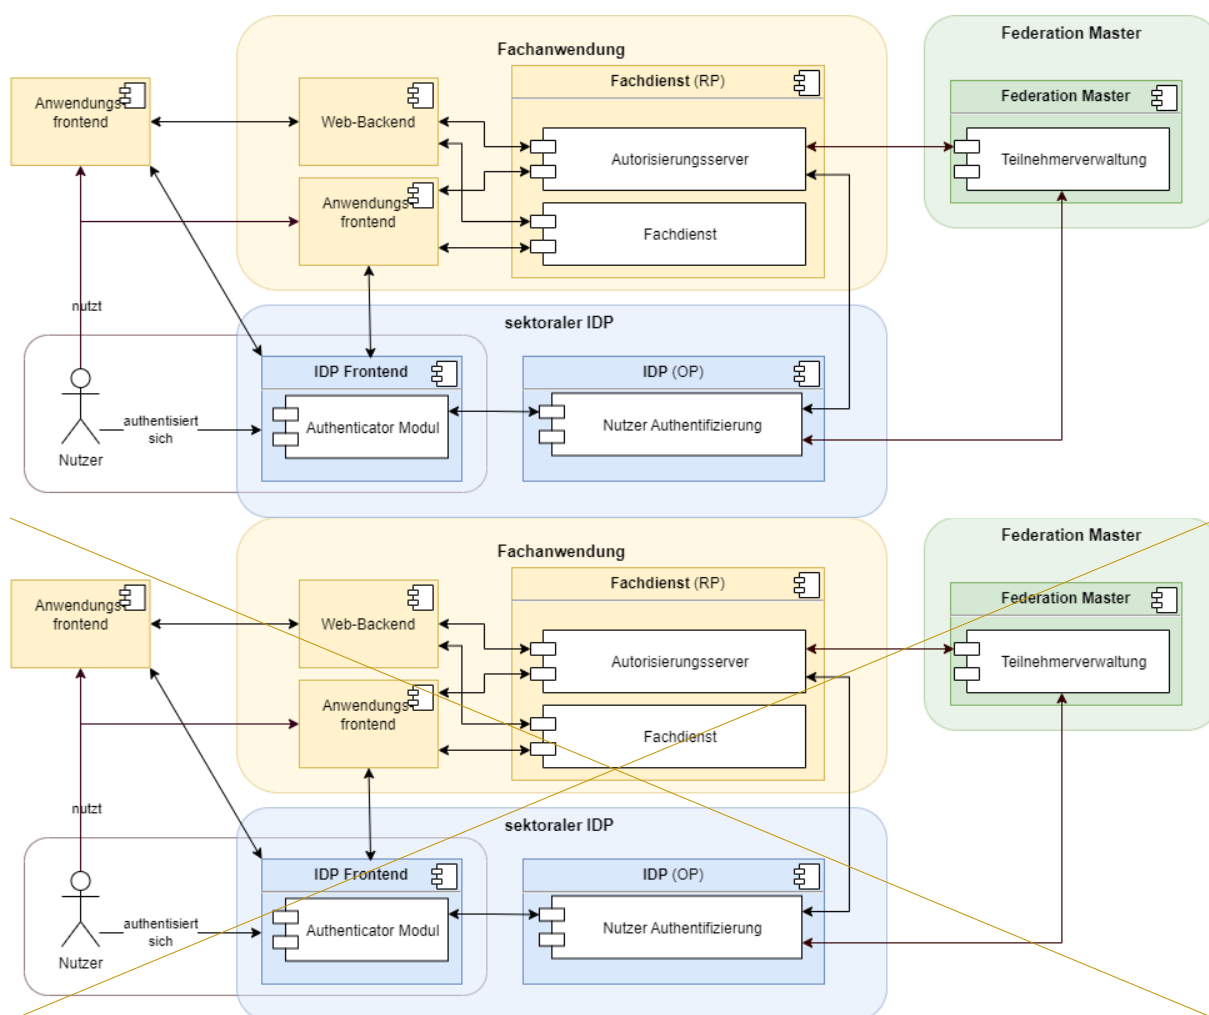 Fachanwendung
Federation Master
Anwendungs-
frontend
Web-Backend
Fachdienst (RP)
Federation Master
Autorisierungsserver
Teilnehmerverwaltung
Anwendungs-
frontend
Fachdienst
nutzt
sektoraler IDP
IDP Frontend
IDP (OP)
Authenticator Modul
Nutzer Authentifizierung
authentisiert
sich
Nutzer
Fachanwendung
Federation Master
Anwendungs-
frontend
Web-Backend
Fachdienst (RP)
Federation Master
Autorisierungsserver
Teilnehmerverwaltung
Anwendungs-
frontend
Fachdienst
nutzt
sektoraler IDP
IDP Frontend
IDP (OP)
Authenticator Modul
Nutzer Authentifizierung
authentisiert
sich
Nutzer